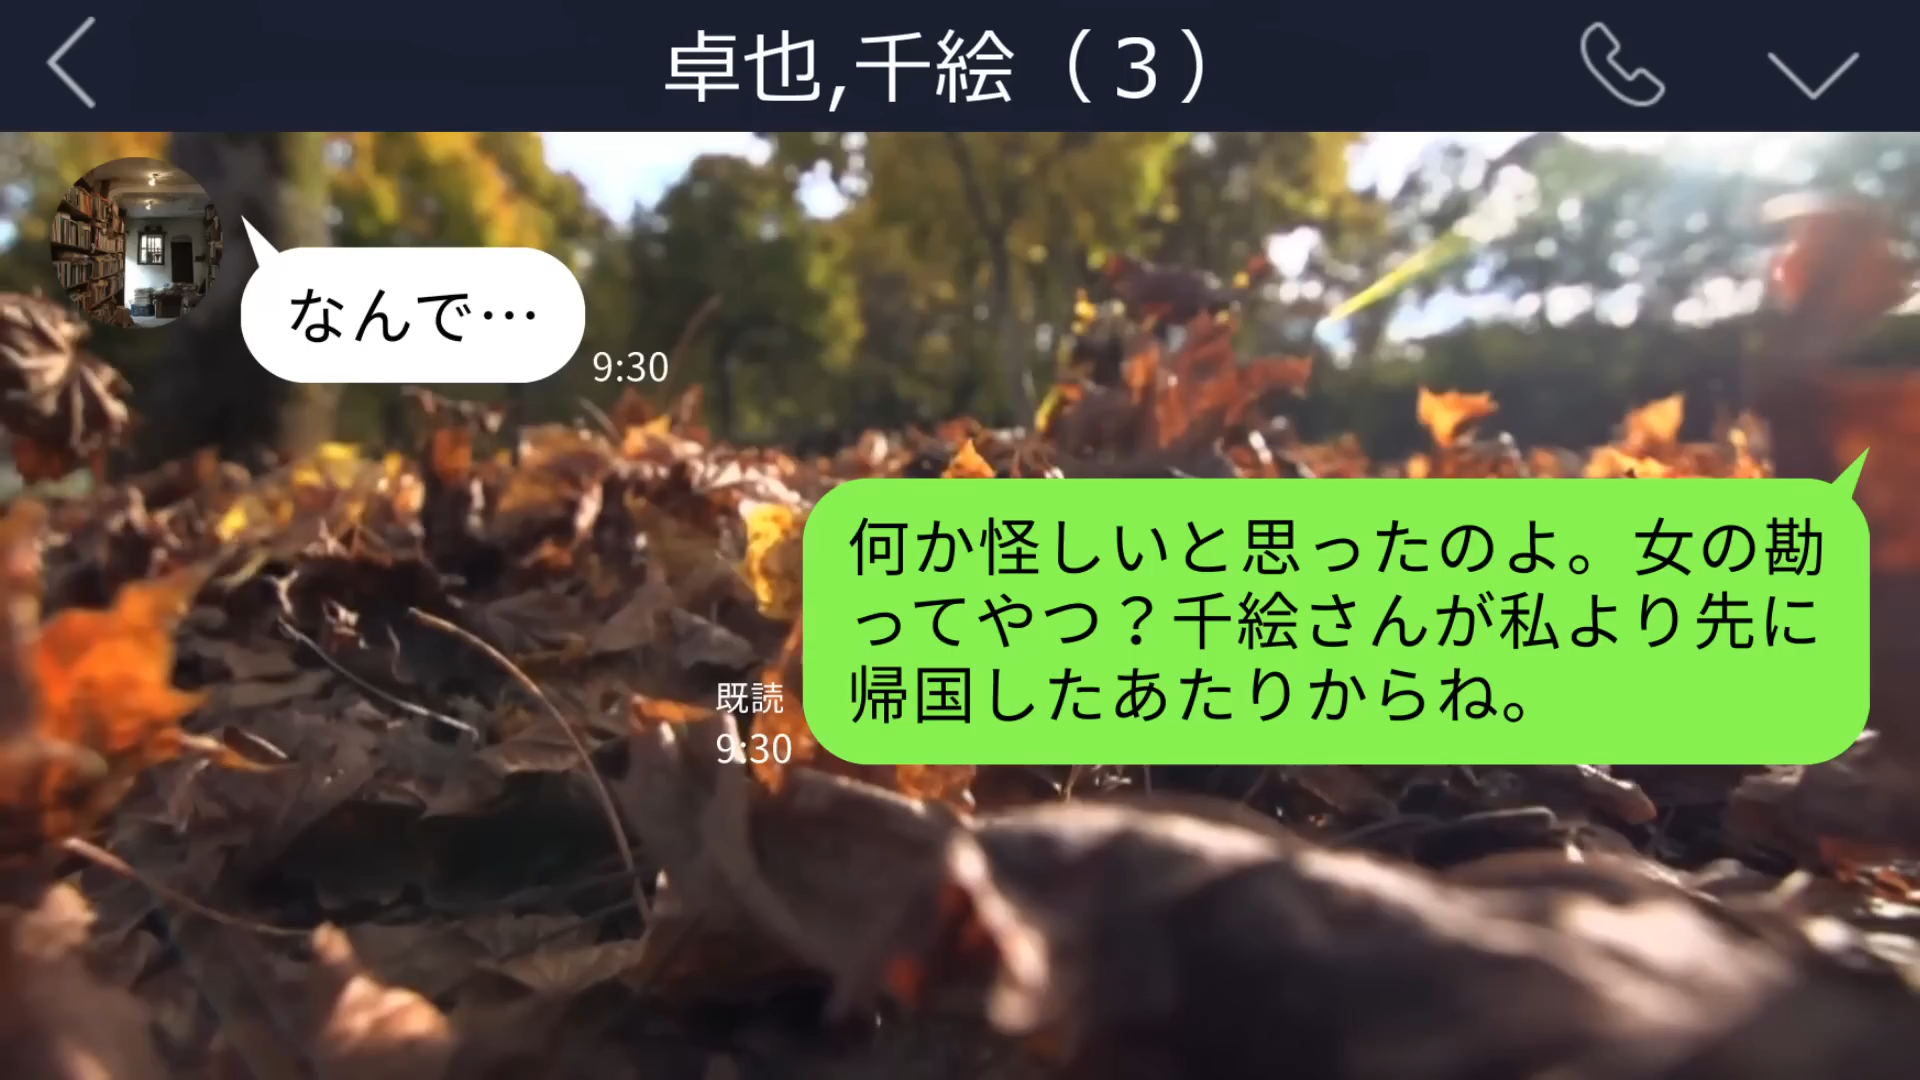 卓也,千絵（３）
なんで…
9:30
何か怪しいと思ったのよ。女の勘
ってやつ？千絵さんが私より先に
帰国したあたりからね。
既読
9:30